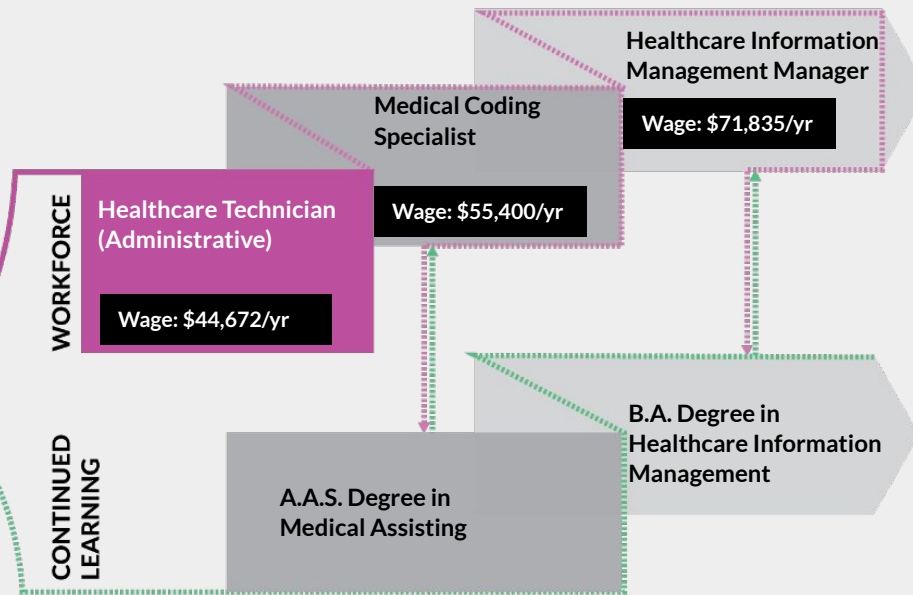 Healthcare Information
Management Manager
Wage: $71,835/yr
Medical Coding
Specialist
Wage: $55,400/yr
WORKFORCE
Healthcare Technician
(Administrative)
Wage: $44,672/yr
CONTINUED
LEARNING
A.A.S. Degree in
Medical Assisting
B.A. Degree in
Healthcare Information
Management